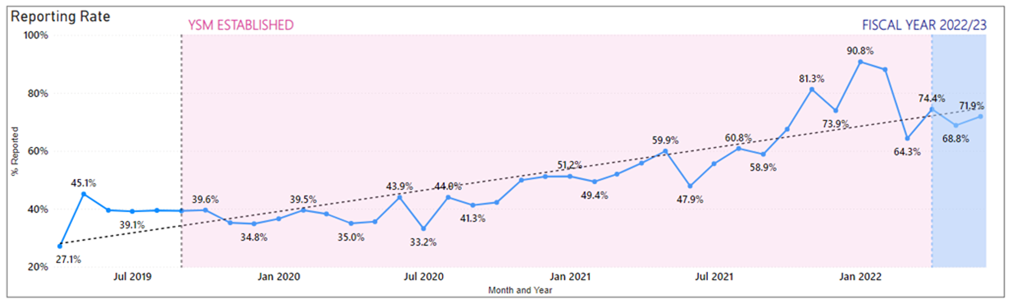 Reporting Rate
YSM ESTABLISHED
FISCAL YEAR 2022/23
100%
80%
60%
40%
20%
% Reported
27.1%
45.1%
39.1%
39.6%
34.8%
39.5%
35.0%
43.9%
33.2%
44.0%
41.3%
51.2%
49.4%
59.9%
47.9%
60.8%
58.9%
81.3%
73.9%
90.8%
64.3%
74.4%
68.8%
71.9%
Jul 2019
Jan 2020
Jul 2020
Jan 2021
Jul 2021
Jan 2022
Month and Year